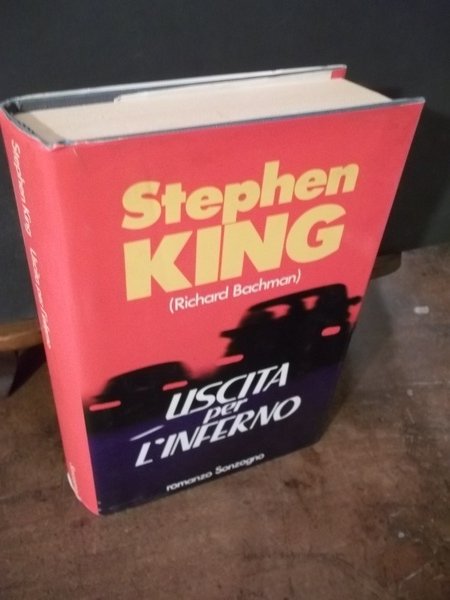 Stephen
KING
(Richard Bachman)
USCITA
per
L'INFERNO
romanzo Sonzogno
Stephen King Uscita per l'inferno